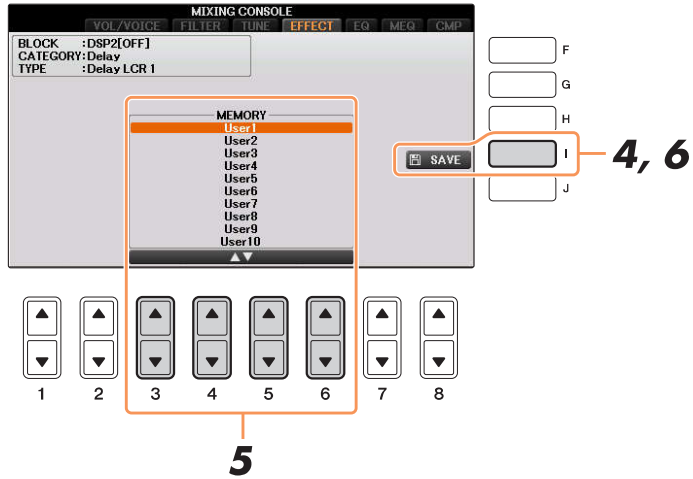 MIXING CONSOLE
VOL/VOICE FILTER TUNE EFFECT EQ MEQ CMP
BLOCK :DSP2[OFF]
CATEGORY:Delay
TYPE :Delay LCR 1
MEMORY
User1
User2
User3
User4
User5
User6
User7
User8
User9
User10
SAVE
F
G
H
I
J
4, 6
1 2 3 4 5 6 7 8
5